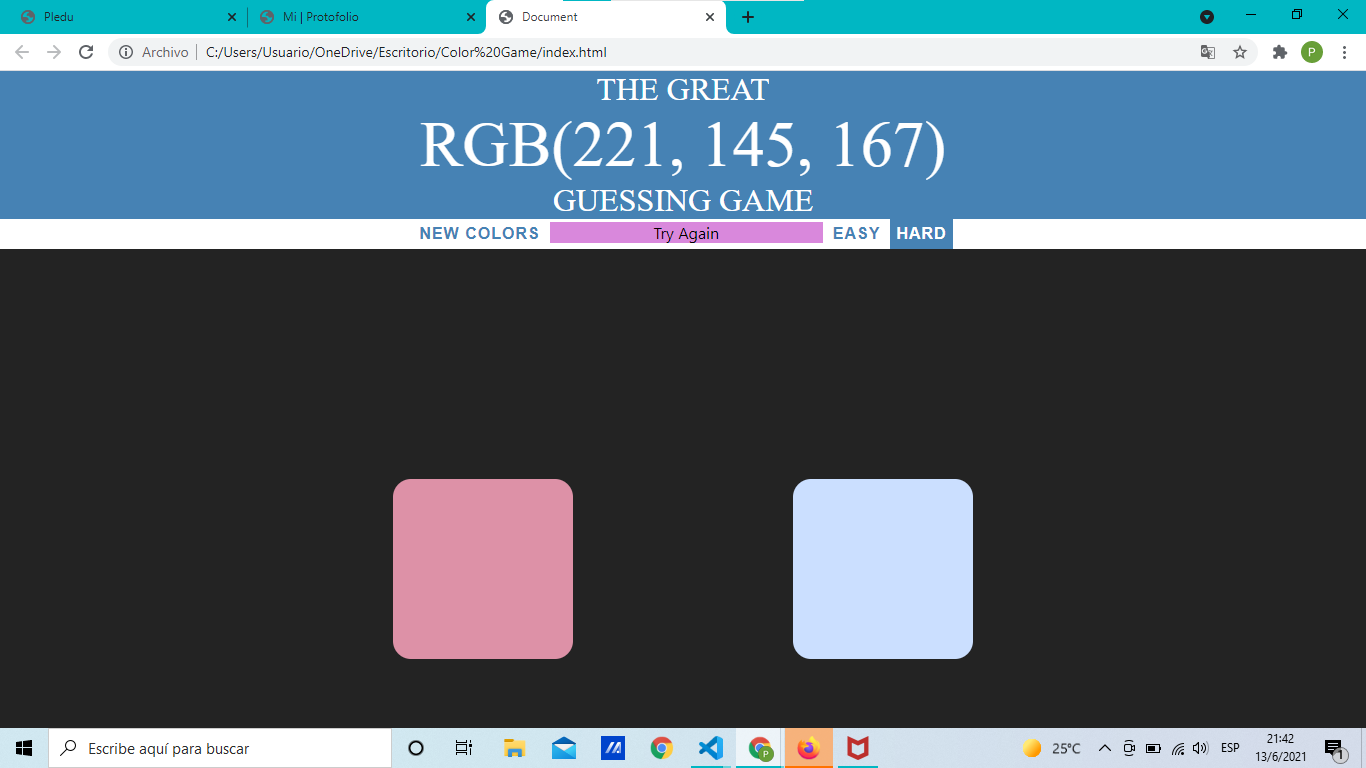 Pledu
Mi | Protofolio
Document
Archivo
C:/Users/Usuario/OneDrive/Escritorio/Color%20Game/index.html
P
THE GREAT
RGB(221, 145, 167)
GUESSING GAME
NEW COLORS
Try Again
EASY
HARD
Escribe aquí para buscar
P
25°C
ESP
21:42
13/6/2021
1